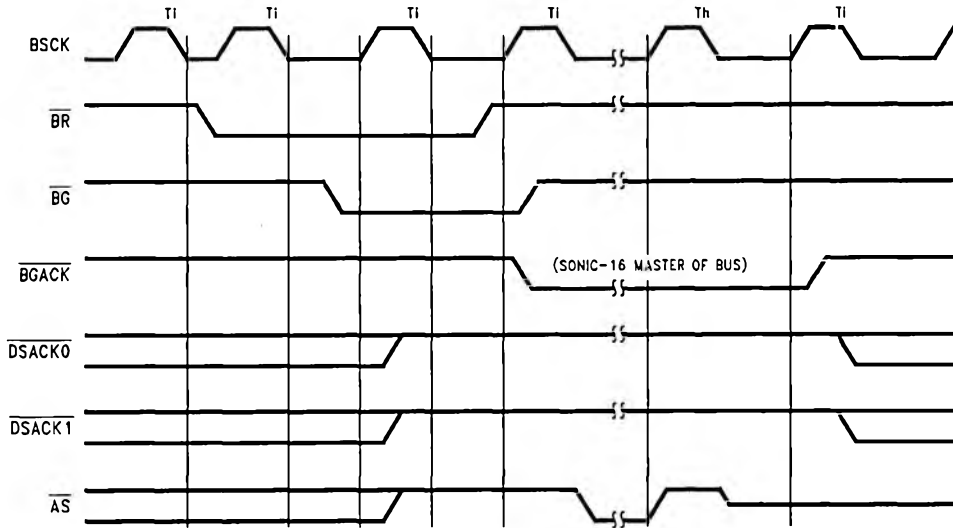 Ti Ti Ti Ti Th Ti
BSCK
BR
BG
BGACK
(SONIC-16 MASTER OF BUS)
DSACK0
DSACK1
AS